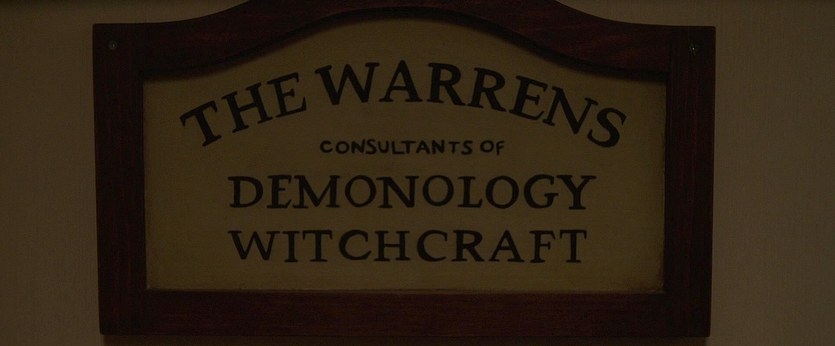 THE WARRENS
CONSULTANTS OF
DEMONOLOGY
WITCHCRAFT